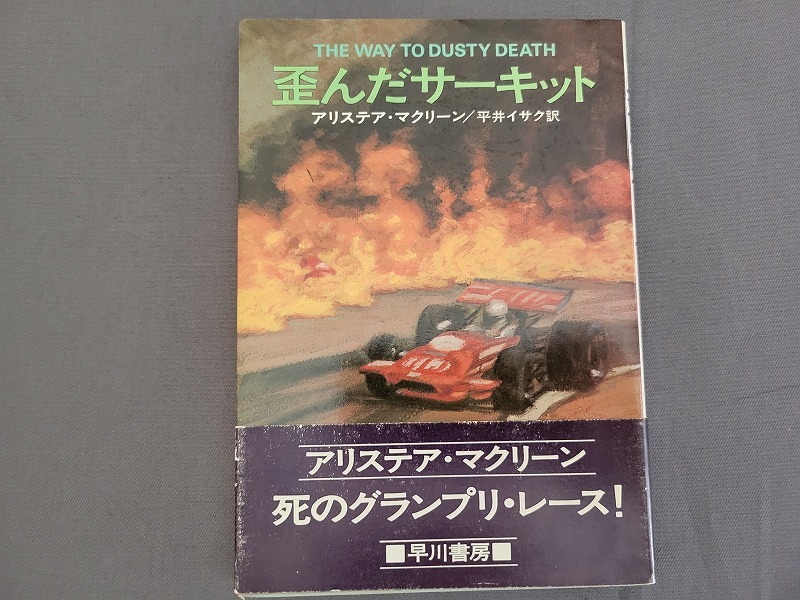 THE WAY TO DUSTY DEATH
歪んだサーキット
アリステア・マクリーン/平井イサク訳
アリステア・マクリーン
死のグランプリ・レース!
■早川書房■